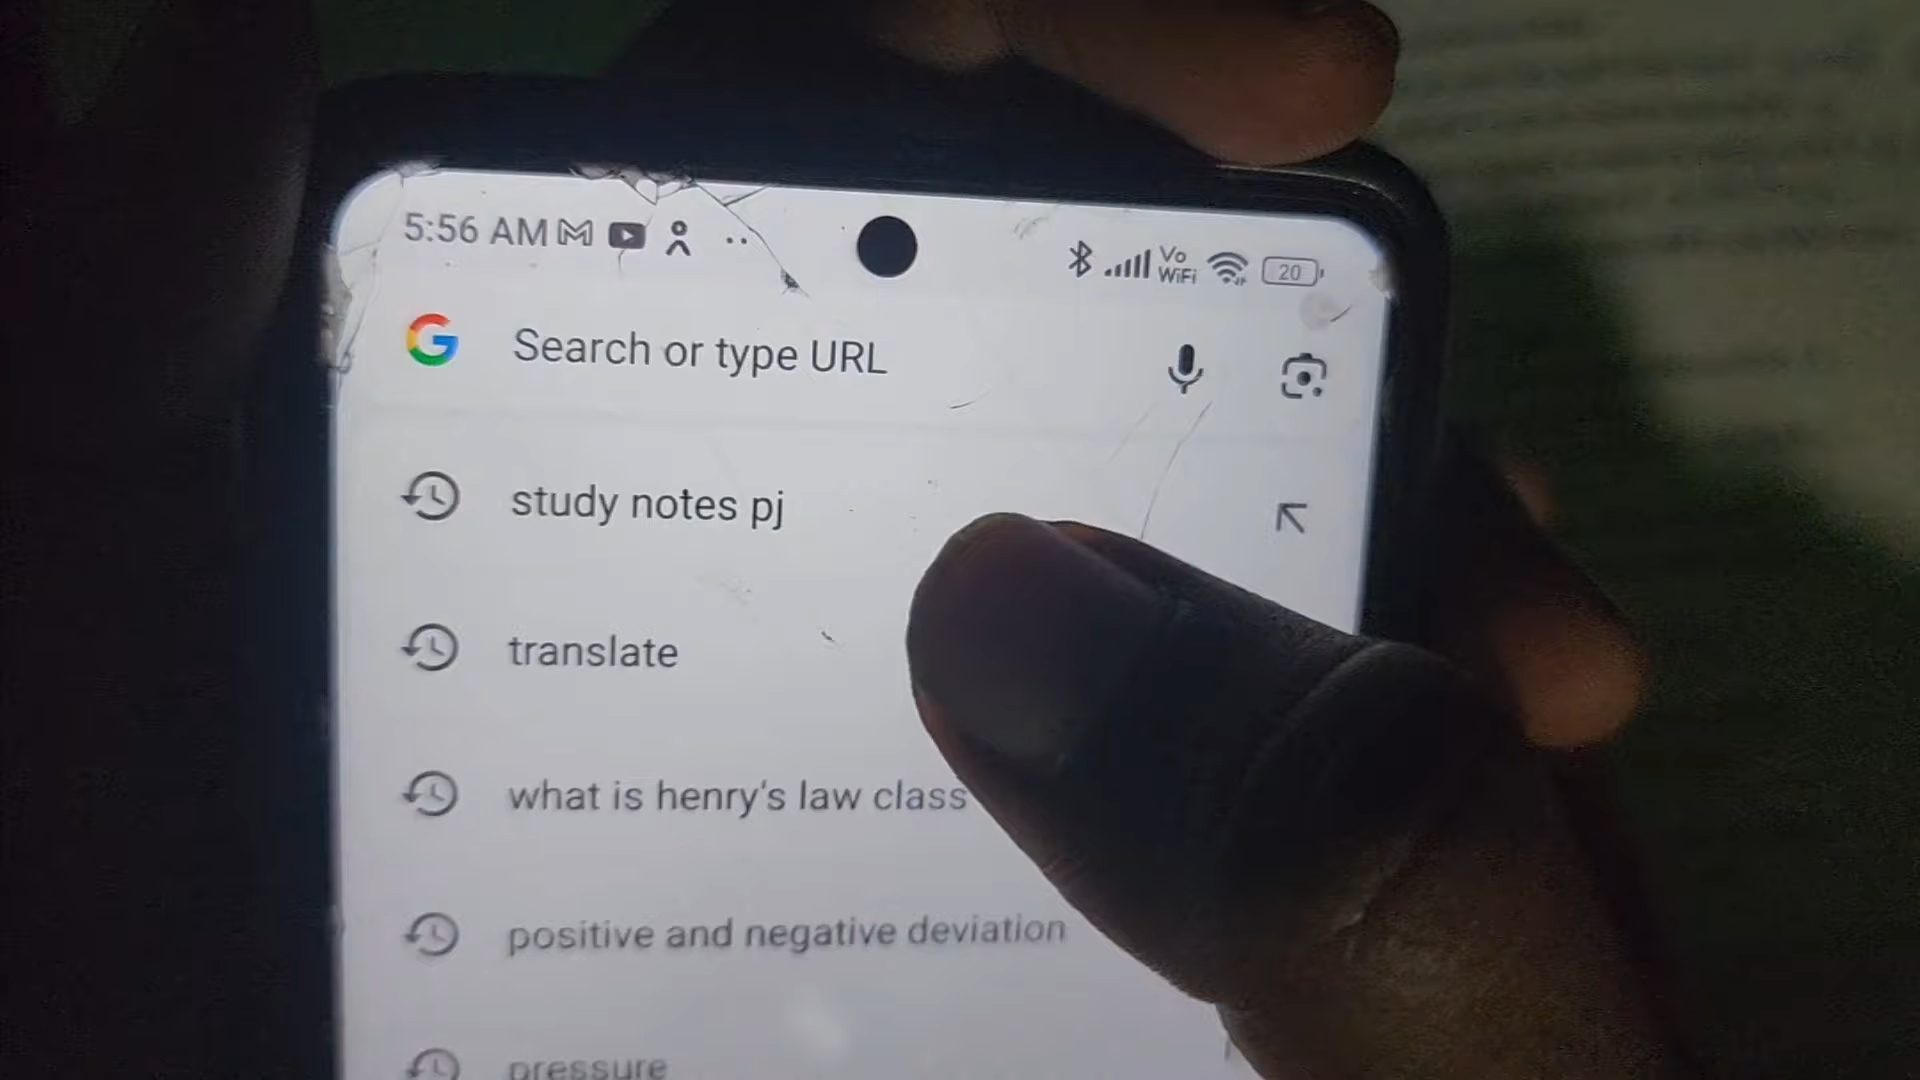 5:56 AM
Vo
WiFi
20
Search or type URL
study notes pj
translate
what is henry's law class
positive and negative deviation
pressure